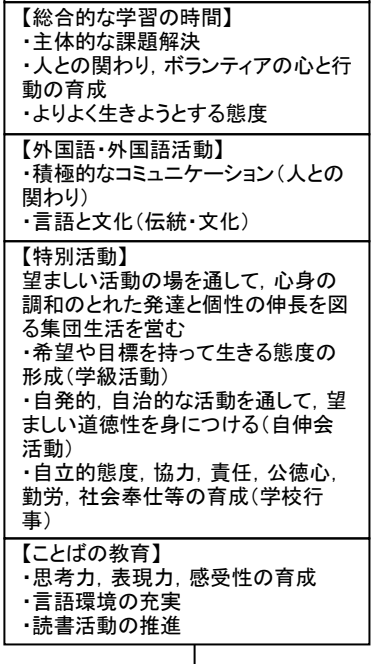 【総合的な学習の時間】
・主体的な課題解決
・人との関わり，ボランティアの心と行
動の育成
・よりよく生きようとする態度
【外国語・外国語活動】
・積極的なコミュニケーション（人との
関わり）
・言語と文化（伝統・文化）
【特別活動】
望ましい活動の場を通して，心身の
調和のとれた発達と個性の伸長を図
る集団生活を営む
・希望や目標を持って生きる態度の
形成（学級活動）
・自発的，自治的な活動を通して，望
ましい道徳性を身につける（自伸会
活動）
・自立的態度，協力，責任，公徳心，
勤労，社会奉仕等の育成（学校行
事）
【ことばの教育】
・思考力，表現力，感受性の育成
・言語環境の充実
・読書活動の推進